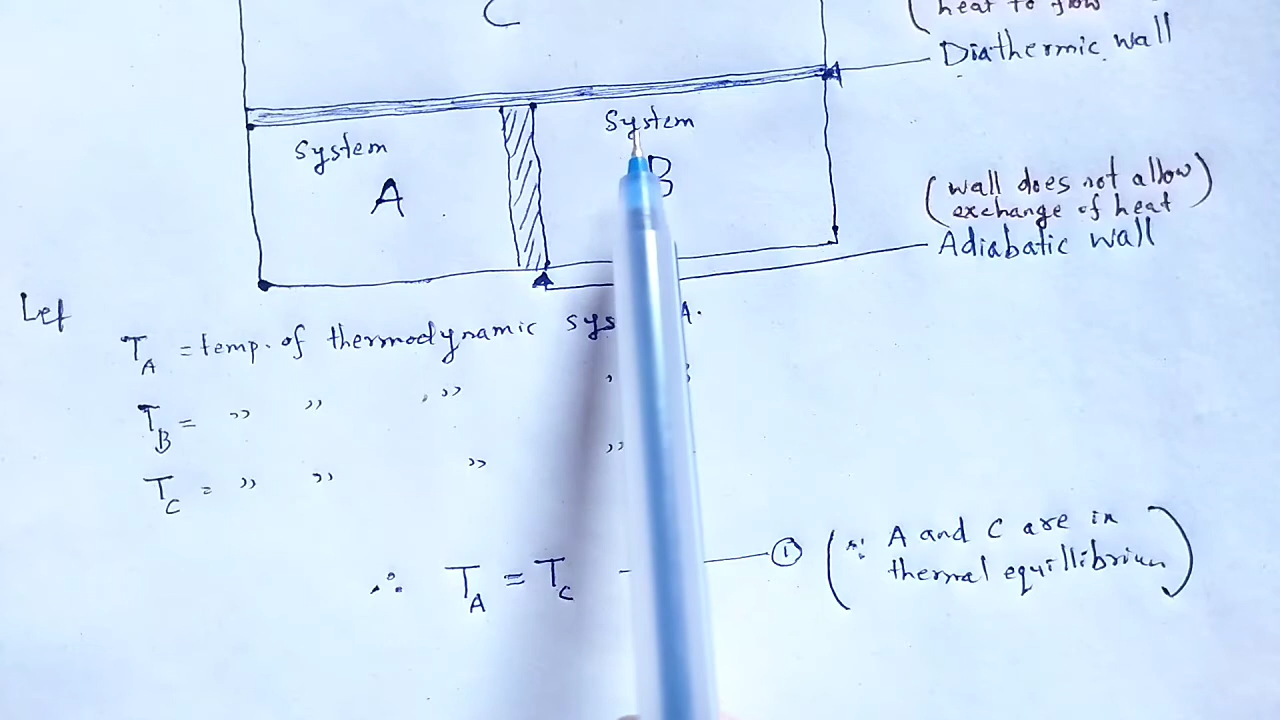 C
(heat to flow
Diathermic wall
System
A
System
B
(wall does not allow)
exchange of heat
Adiabatic wall
Let
T_A = temp. of thermodynamic sys A.
T_B = ,, ,, ,, ,
T_C = ,, ,, ,, ,,
∴ T_A = T_C - — ① (∵ A and C are in
thermal equillibrium)